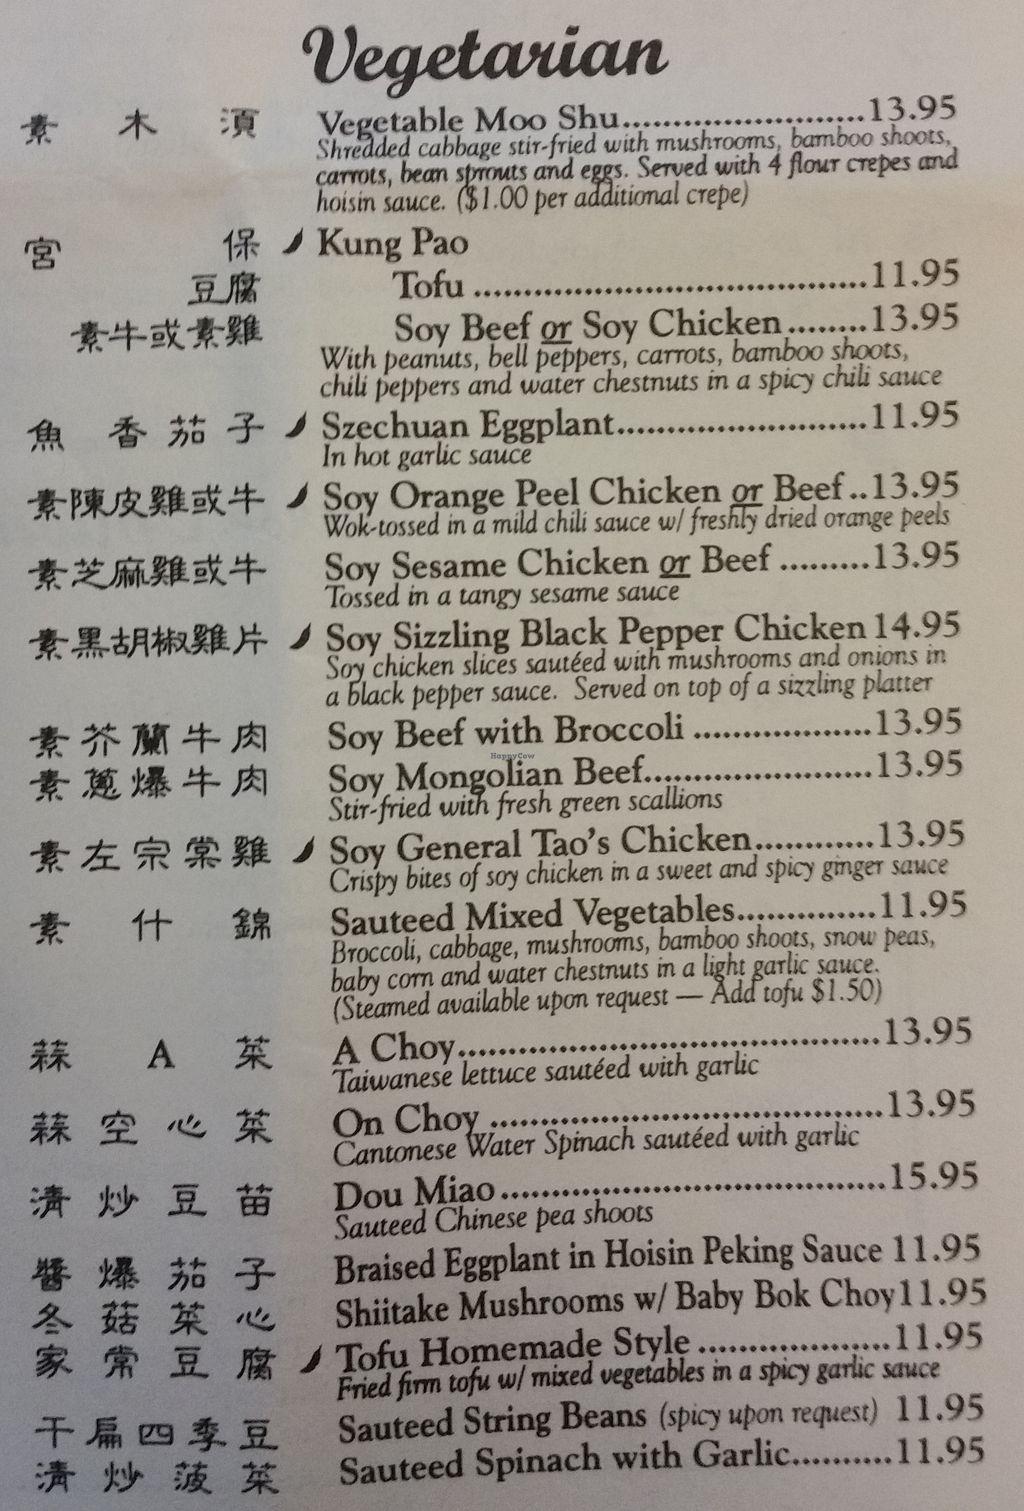 Vegetarian
素木須 Vegetable Moo Shu........................13.95
Shredded cabbage stir-fried with mushrooms, bamboo shoots,
carrots, bean sprouts and eggs. Served with 4 flour crepes and
hoisin sauce. ($1.00 per additional crepe)
宮保 Kung Pao
豆腐 Tofu .......................................11.95
素牛或素雞 Soy Beef or Soy Chicken........13.95
With peanuts, bell peppers, carrots, bamboo shoots,
chili peppers and water chestnuts in a spicy chili sauce
魚香茄子 Szechuan Eggplant.........................11.95
In hot garlic sauce
素陳皮雞或牛 Soy Orange Peel Chicken or Beef..13.95
Wok-tossed in a mild chili sauce w/ freshly dried orange peels
素芝麻雞或牛 Soy Sesame Chicken or Beef .........13.95
Tossed in a tangy sesame sauce
素黑胡椒雞片 Soy Sizzling Black Pepper Chicken 14.95
Soy chicken slices sautéed with mushrooms and onions in
a black pepper sauce. Served on top of a sizzling platter
素芥蘭牛肉 Soy Beef with Broccoli ..................13.95
HappyCow
素蔥爆牛肉 Soy Mongolian Beef.......................13.95
Stir-fried with fresh green scallions
素左宗棠雞 Soy General Tao's Chicken............13.95
Crispy bites of soy chicken in a sweet and spicy ginger sauce
素什錦 Sauteed Mixed Vegetables..............11.95
Broccoli, cabbage, mushrooms, bamboo shoots, snow peas,
baby corn and water chestnuts in a light garlic sauce.
(Steamed available upon request — Add tofu $1.50)
蒜A菜 A Choy..........................................13.95
Taiwanese lettuce sautéed with garlic
蒜空心菜 On Choy .......................................13.95
Cantonese Water Spinach sautéed with garlic
清炒豆苗 Dou Miao.......................................15.95
Sauteed Chinese pea shoots
醬爆茄子 Braised Eggplant in Hoisin Peking Sauce 11.95
冬菇菜心 Shiitake Mushrooms w/ Baby Bok Choy11.95
家常豆腐 Tofu Homemade Style ...................11.95
Fried firm tofu w/ mixed vegetables in a spicy garlic sauce
干扁四季豆 Sauteed String Beans (spicy upon request) 11.95
清炒菠菜 Sauteed Spinach with Garlic..........11.95